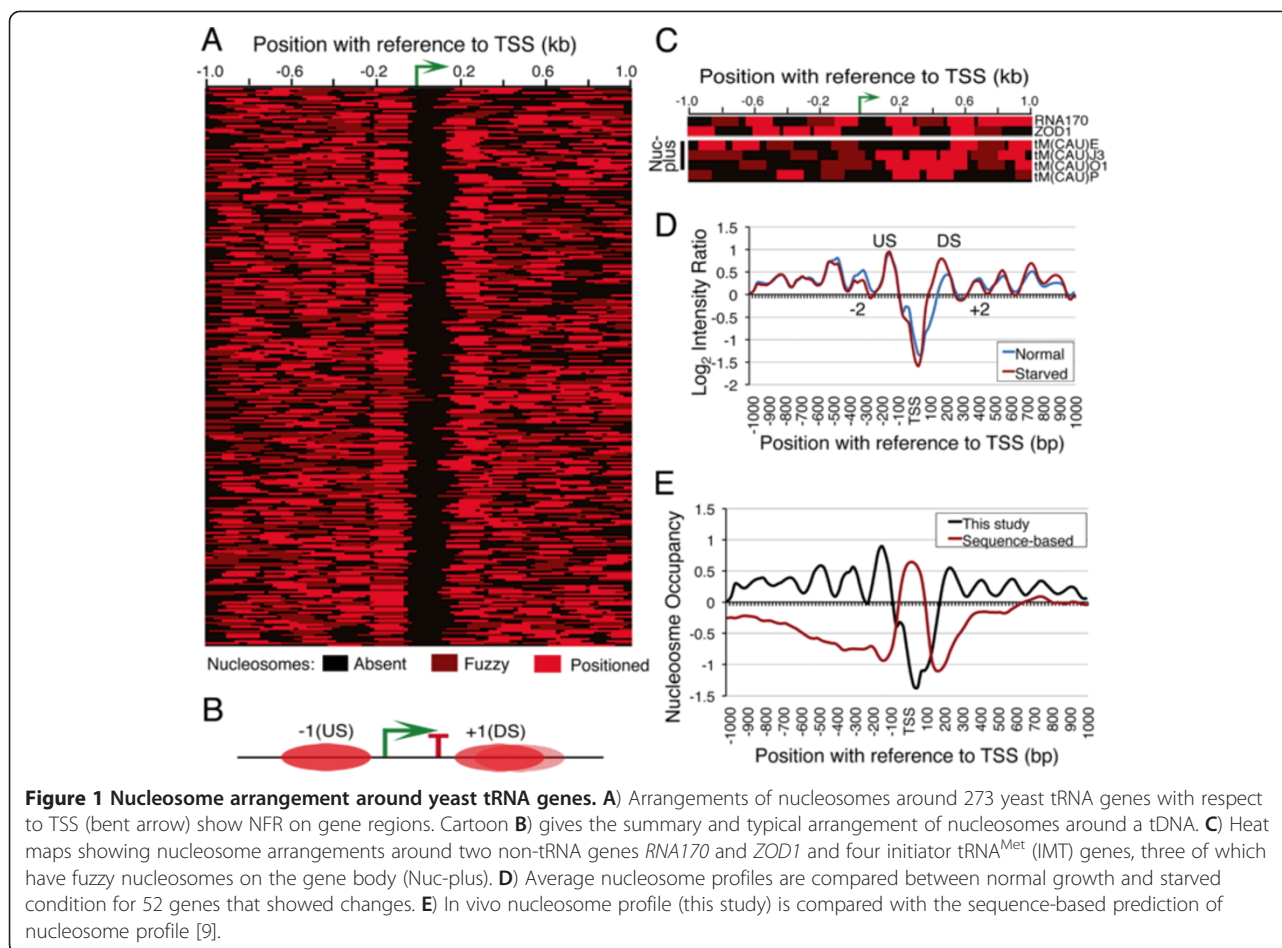 A
Position with reference to TSS (kb)
-1.0 -0.6 -0.2 0.2 0.6 1.0
Nucleosomes: Absent Fuzzy Positioned
B
-1(US) +1(DS)
C
Position with reference to TSS (kb)
-1.0 -0.6 -0.2 0.2 0.6 1.0
RNA170
ZOD1
Nuc-
plus
tM(CAU)E
tM(CAU)J3
tM(CAU)O1
tM(CAU)P
D
Log2 Intensity Ratio
1.5
1
0.5
0
-0.5
-1
-1.5
-2
US DS
-2 +2
Normal
Starved
-1000 -900 -800 -700 -600 -500 -400 -300 -200 -100 TSS 100 200 300 400 500 600 700 800 900 1000
Position with reference to TSS (bp)
E
Nucleoosme Occupancy
1.5
1
0.5
0
-0.5
-1
-1.5
This study
Sequence-based
-1000 -900 -800 -700 -600 -500 -400 -300 -200 -100 TSS 100 200 300 400 500 600 700 800 900 1000
Position with reference to TSS (bp)
Figure 1 Nucleosome arrangement around yeast tRNA genes. A) Arrangements of nucleosomes around 273 yeast tRNA genes with respect
to TSS (bent arrow) show NFR on gene regions. Cartoon B) gives the summary and typical arrangement of nucleosomes around a tDNA. C) Heat
maps showing nucleosome arrangements around two non-tRNA genes RNA170 and ZOD1 and four initiator tRNAMet (IMT) genes, three of which
have fuzzy nucleosomes on the gene body (Nuc-plus). D) Average nucleosome profiles are compared between normal growth and starved
condition for 52 genes that showed changes. E) In vivo nucleosome profile (this study) is compared with the sequence-based prediction of
nucleosome profile [9].